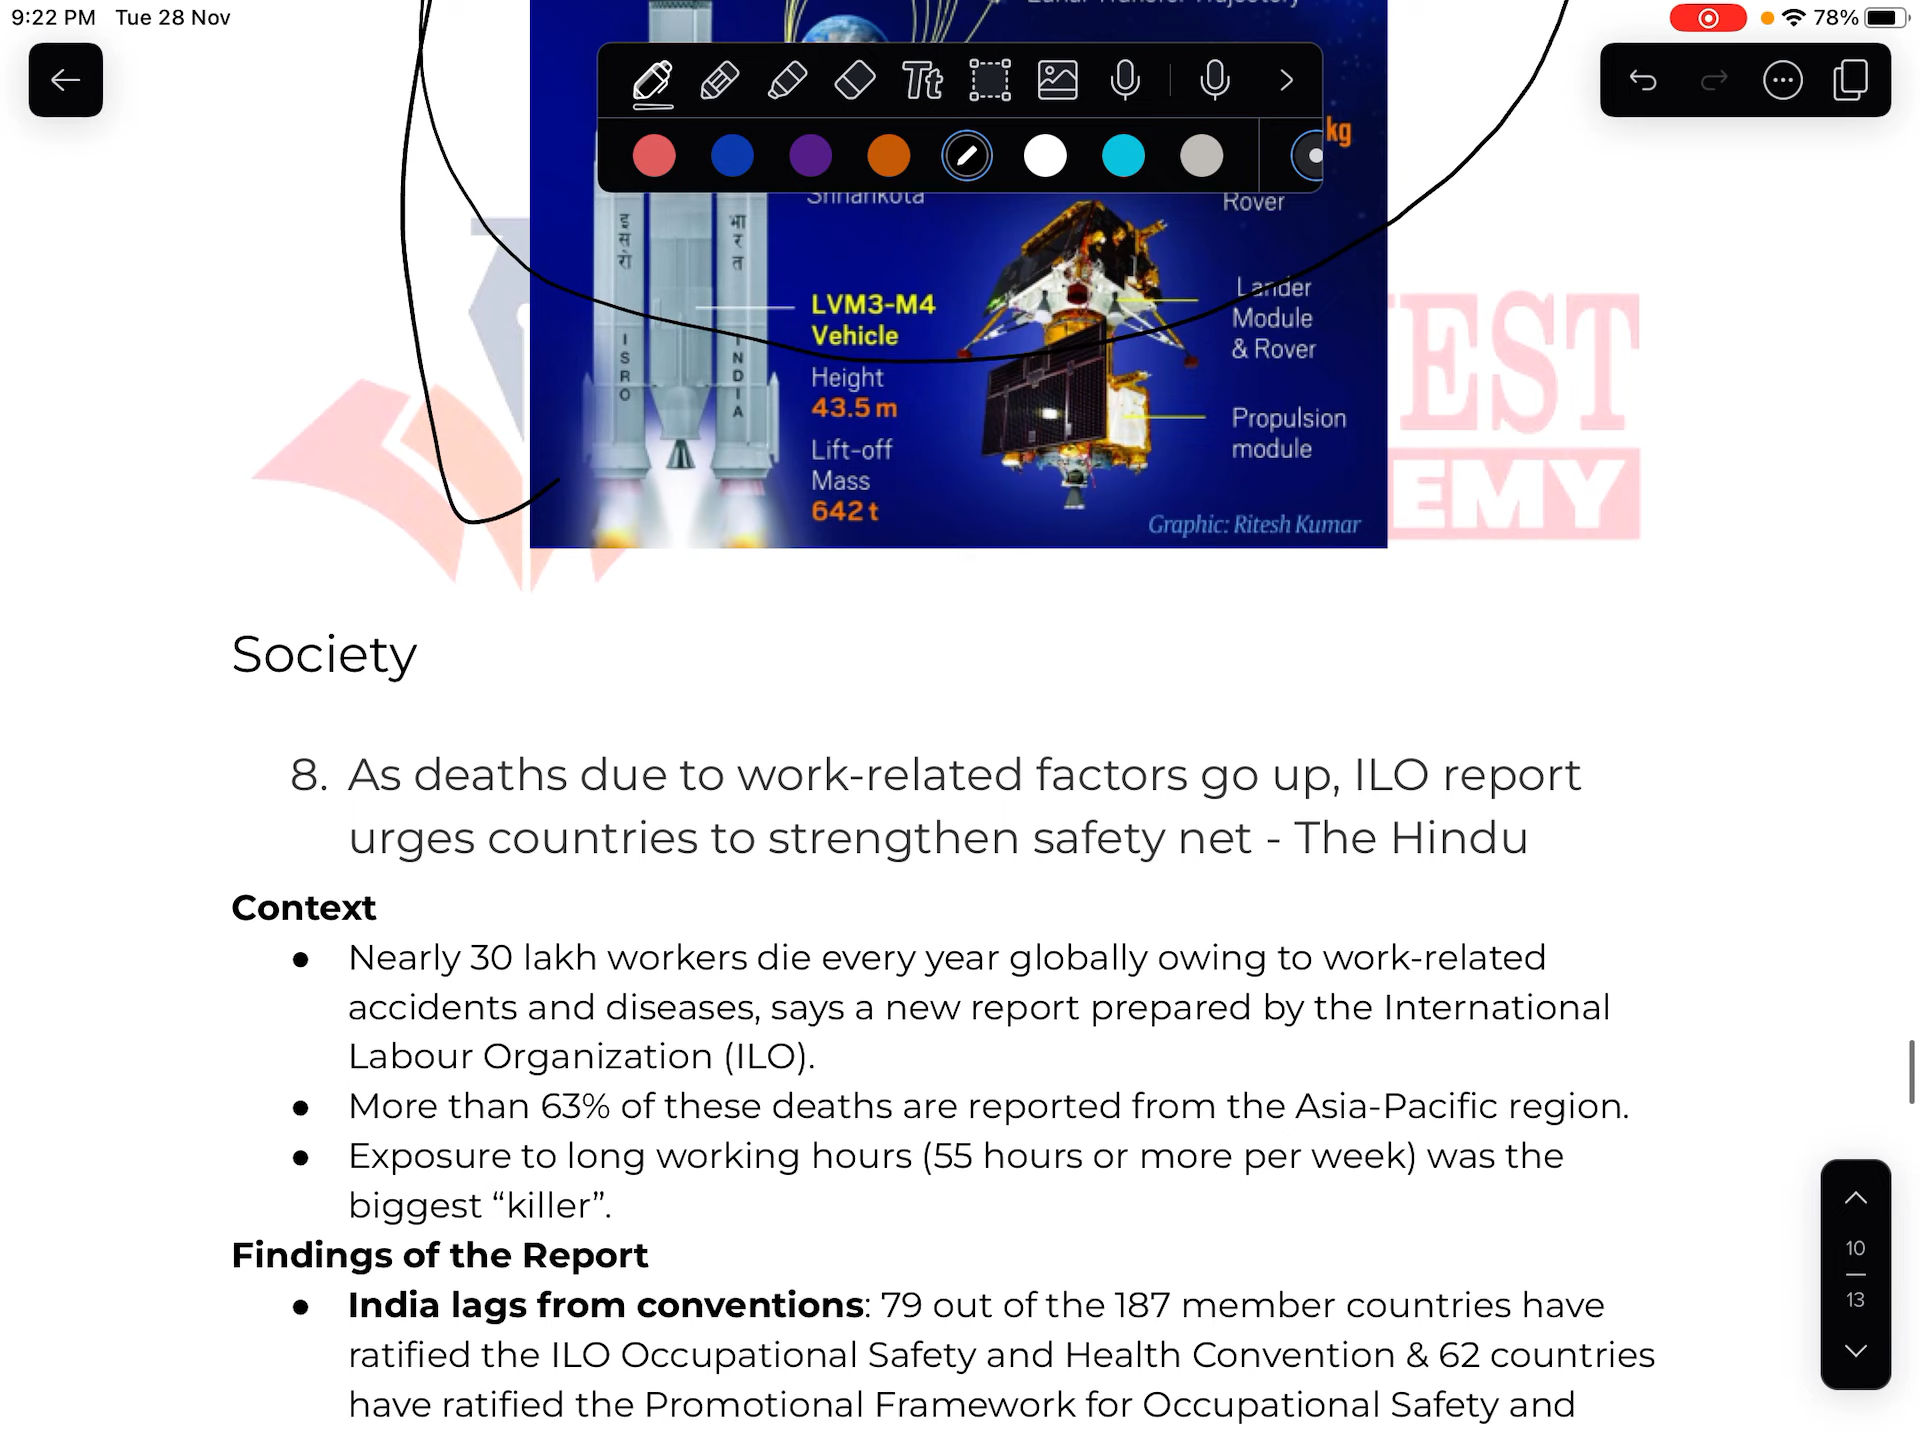 9:22 PM Tue 28 Nov
78%
Lunar Transfer Trajectory
Tt
kg
Sriharikota
Rover
इसरो
भारत
ISRO
INDIA
LVM3-M4
Vehicle
Height
43.5 m
Lift-off
Mass
642 t
Lander
Module
& Rover
Propulsion
module
Graphic: Ritesh Kumar
EST
EMY
Society
8. As deaths due to work-related factors go up, ILO report
urges countries to strengthen safety net - The Hindu
Context
● Nearly 30 lakh workers die every year globally owing to work-related
accidents and diseases, says a new report prepared by the International
Labour Organization (ILO).
● More than 63% of these deaths are reported from the Asia-Pacific region.
● Exposure to long working hours (55 hours or more per week) was the
biggest “killer”.
Findings of the Report
● India lags from conventions: 79 out of the 187 member countries have
ratified the ILO Occupational Safety and Health Convention & 62 countries
have ratified the Promotional Framework for Occupational Safety and
10
13